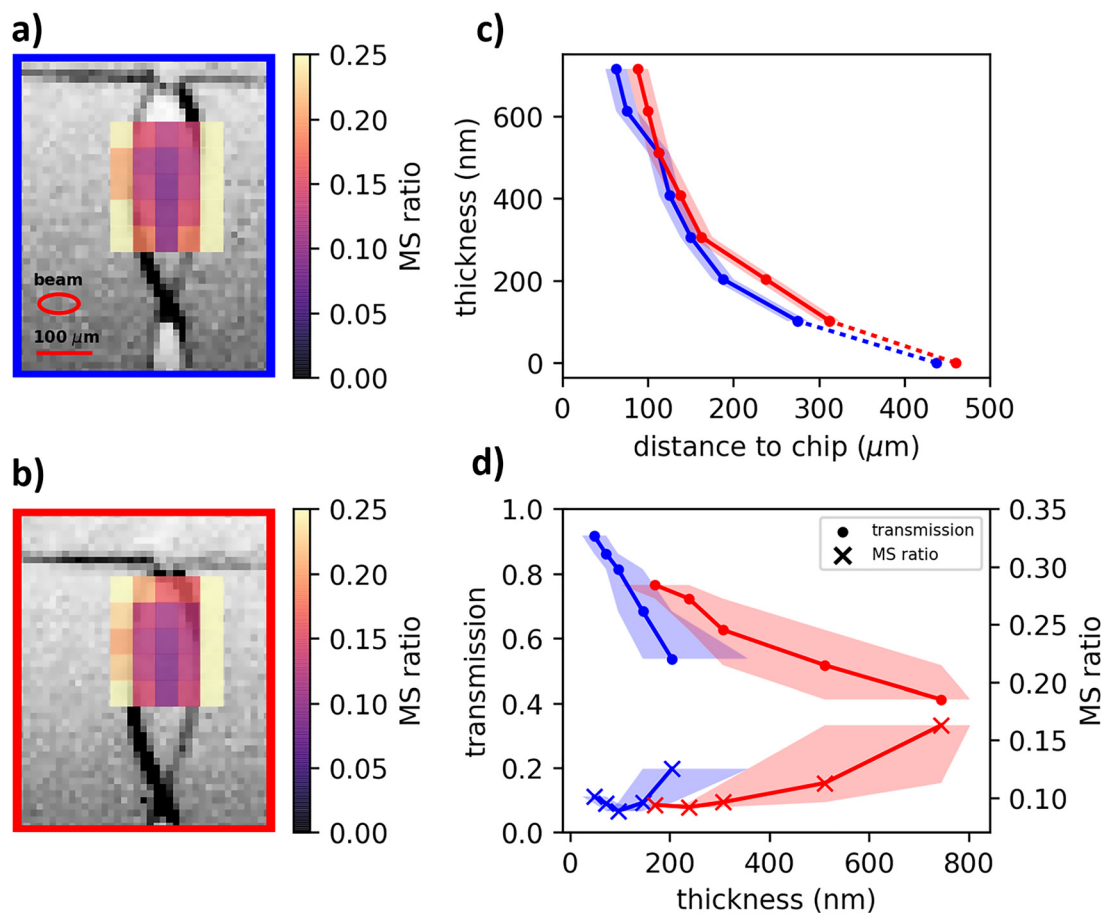 a)
0.25
0.20
0.15
0.10
0.05
0.00
MS ratio
beam
100 μm
b)
0.25
0.20
0.15
0.10
0.05
0.00
MS ratio
c)
600
400
200
0
thickness (nm)
0 100 200 300 400 500
distance to chip (μm)
d)
1.0
0.8
0.6
0.4
0.2
0.0
transmission
transmission
MS ratio
0.35
0.30
0.25
0.20
0.15
0.10
MS ratio
0 200 400 600 800
thickness (nm)